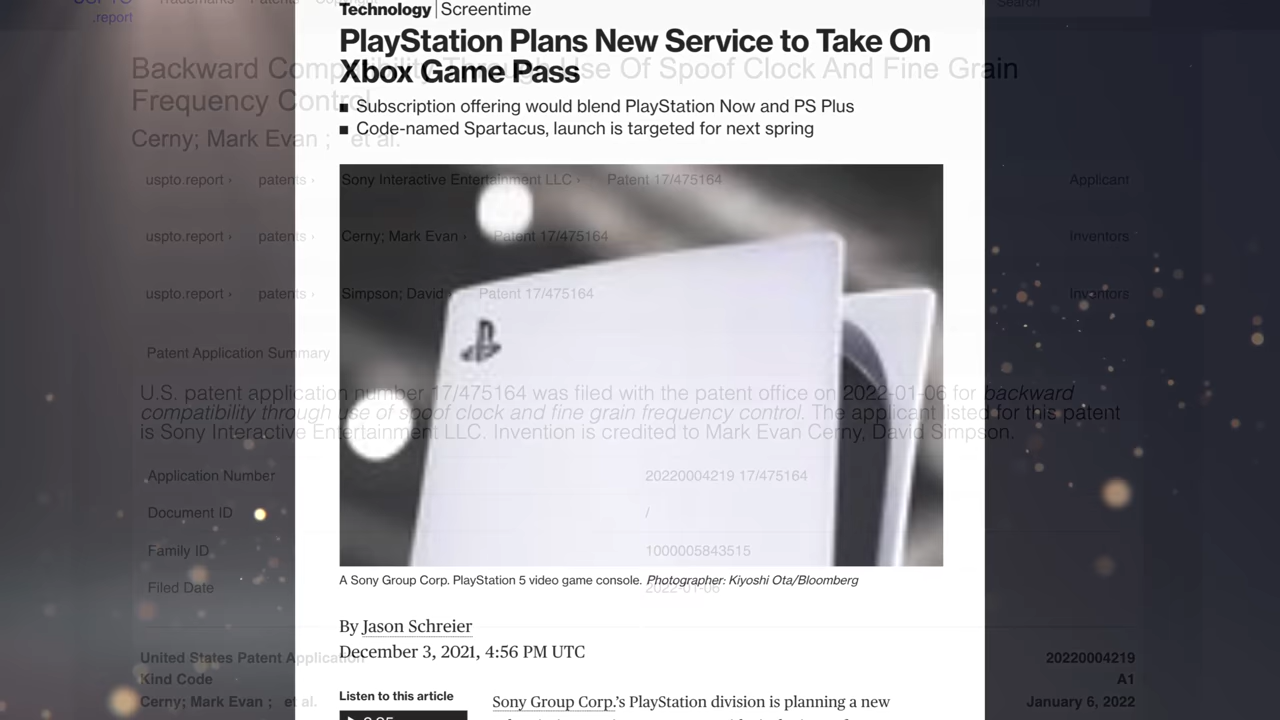 Technology | Screentime
Search
.report
PlayStation Plans New Service to Take On
Xbox Game Pass
Backward Compatibility Through Use Of Spoof Clock And Fine Grain
Frequency Control
Subscription offering would blend PlayStation Now and PS Plus
Code-named Spartacus, launch is targeted for next spring
Cerny; Mark Evan ; et al.
uspto.report › patents › Sony Interactive Entertainment LLC › Patent 17/475164 Applicant
uspto.report › patents › Cerny; Mark Evan › Patent 17/475164 Inventors
uspto.report › patents › Simpson; David › Patent 17/475164 Inventors
Patent Application Summary
U.S. patent application number 17/475164 was filed with the patent office on 2022-01-06 for backward
compatibility through use of spoof clock and fine grain frequency control. The applicant listed for this patent
is Sony Interactive Entertainment LLC. Invention is credited to Mark Evan Cerny, David Simpson.
Application Number 20220004219 17/475164
Document ID /
Family ID 1000005843515
A Sony Group Corp. PlayStation 5 video game console. Photographer: Kiyoshi Ota/Bloomberg
Filed Date 2022-01-06
By Jason Schreier
December 3, 2021, 4:56 PM UTC
United States Patent Application 20220004219
Kind Code A1
Cerny; Mark Evan ; et al. January 6, 2022
Listen to this article
Sony Group Corp.'s PlayStation division is planning a new